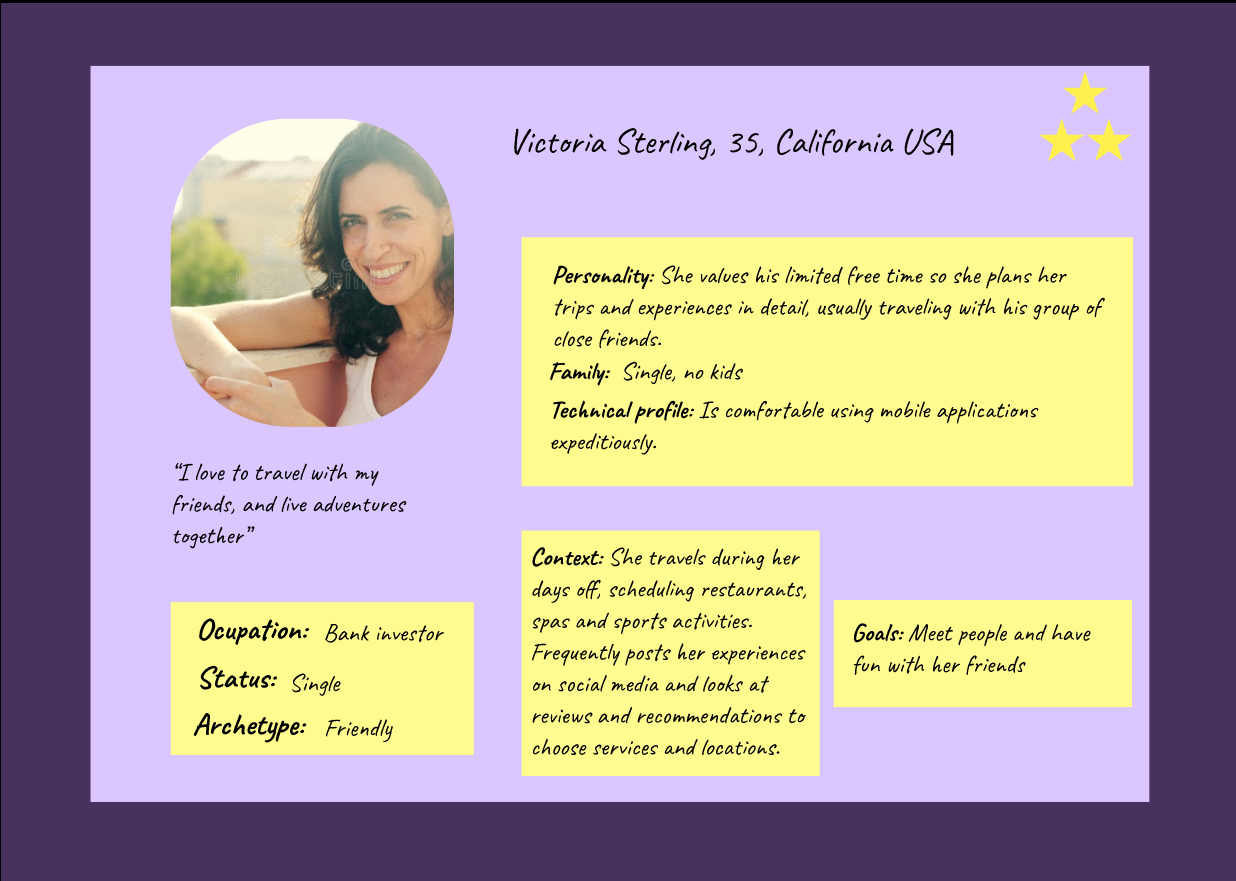 Victoria Sterling, 35, California USA
Personality: She values his limited free time so she plans her
trips and experiences in detail, usually traveling with his group of
close friends.
Family: Single, no kids
Technical profile: Is comfortable using mobile applications
expeditiously.
“I love to travel with my
friends, and live adventures
together”
Ocupation: Bank investor
Status: Single
Archetype: Friendly
Context: She travels during her
days off, scheduling restaurants,
spas and sports activities.
Frequently posts her experiences
on social media and looks at
reviews and recommendations to
choose services and locations.
Goals: Meet people and have
fun with her friends